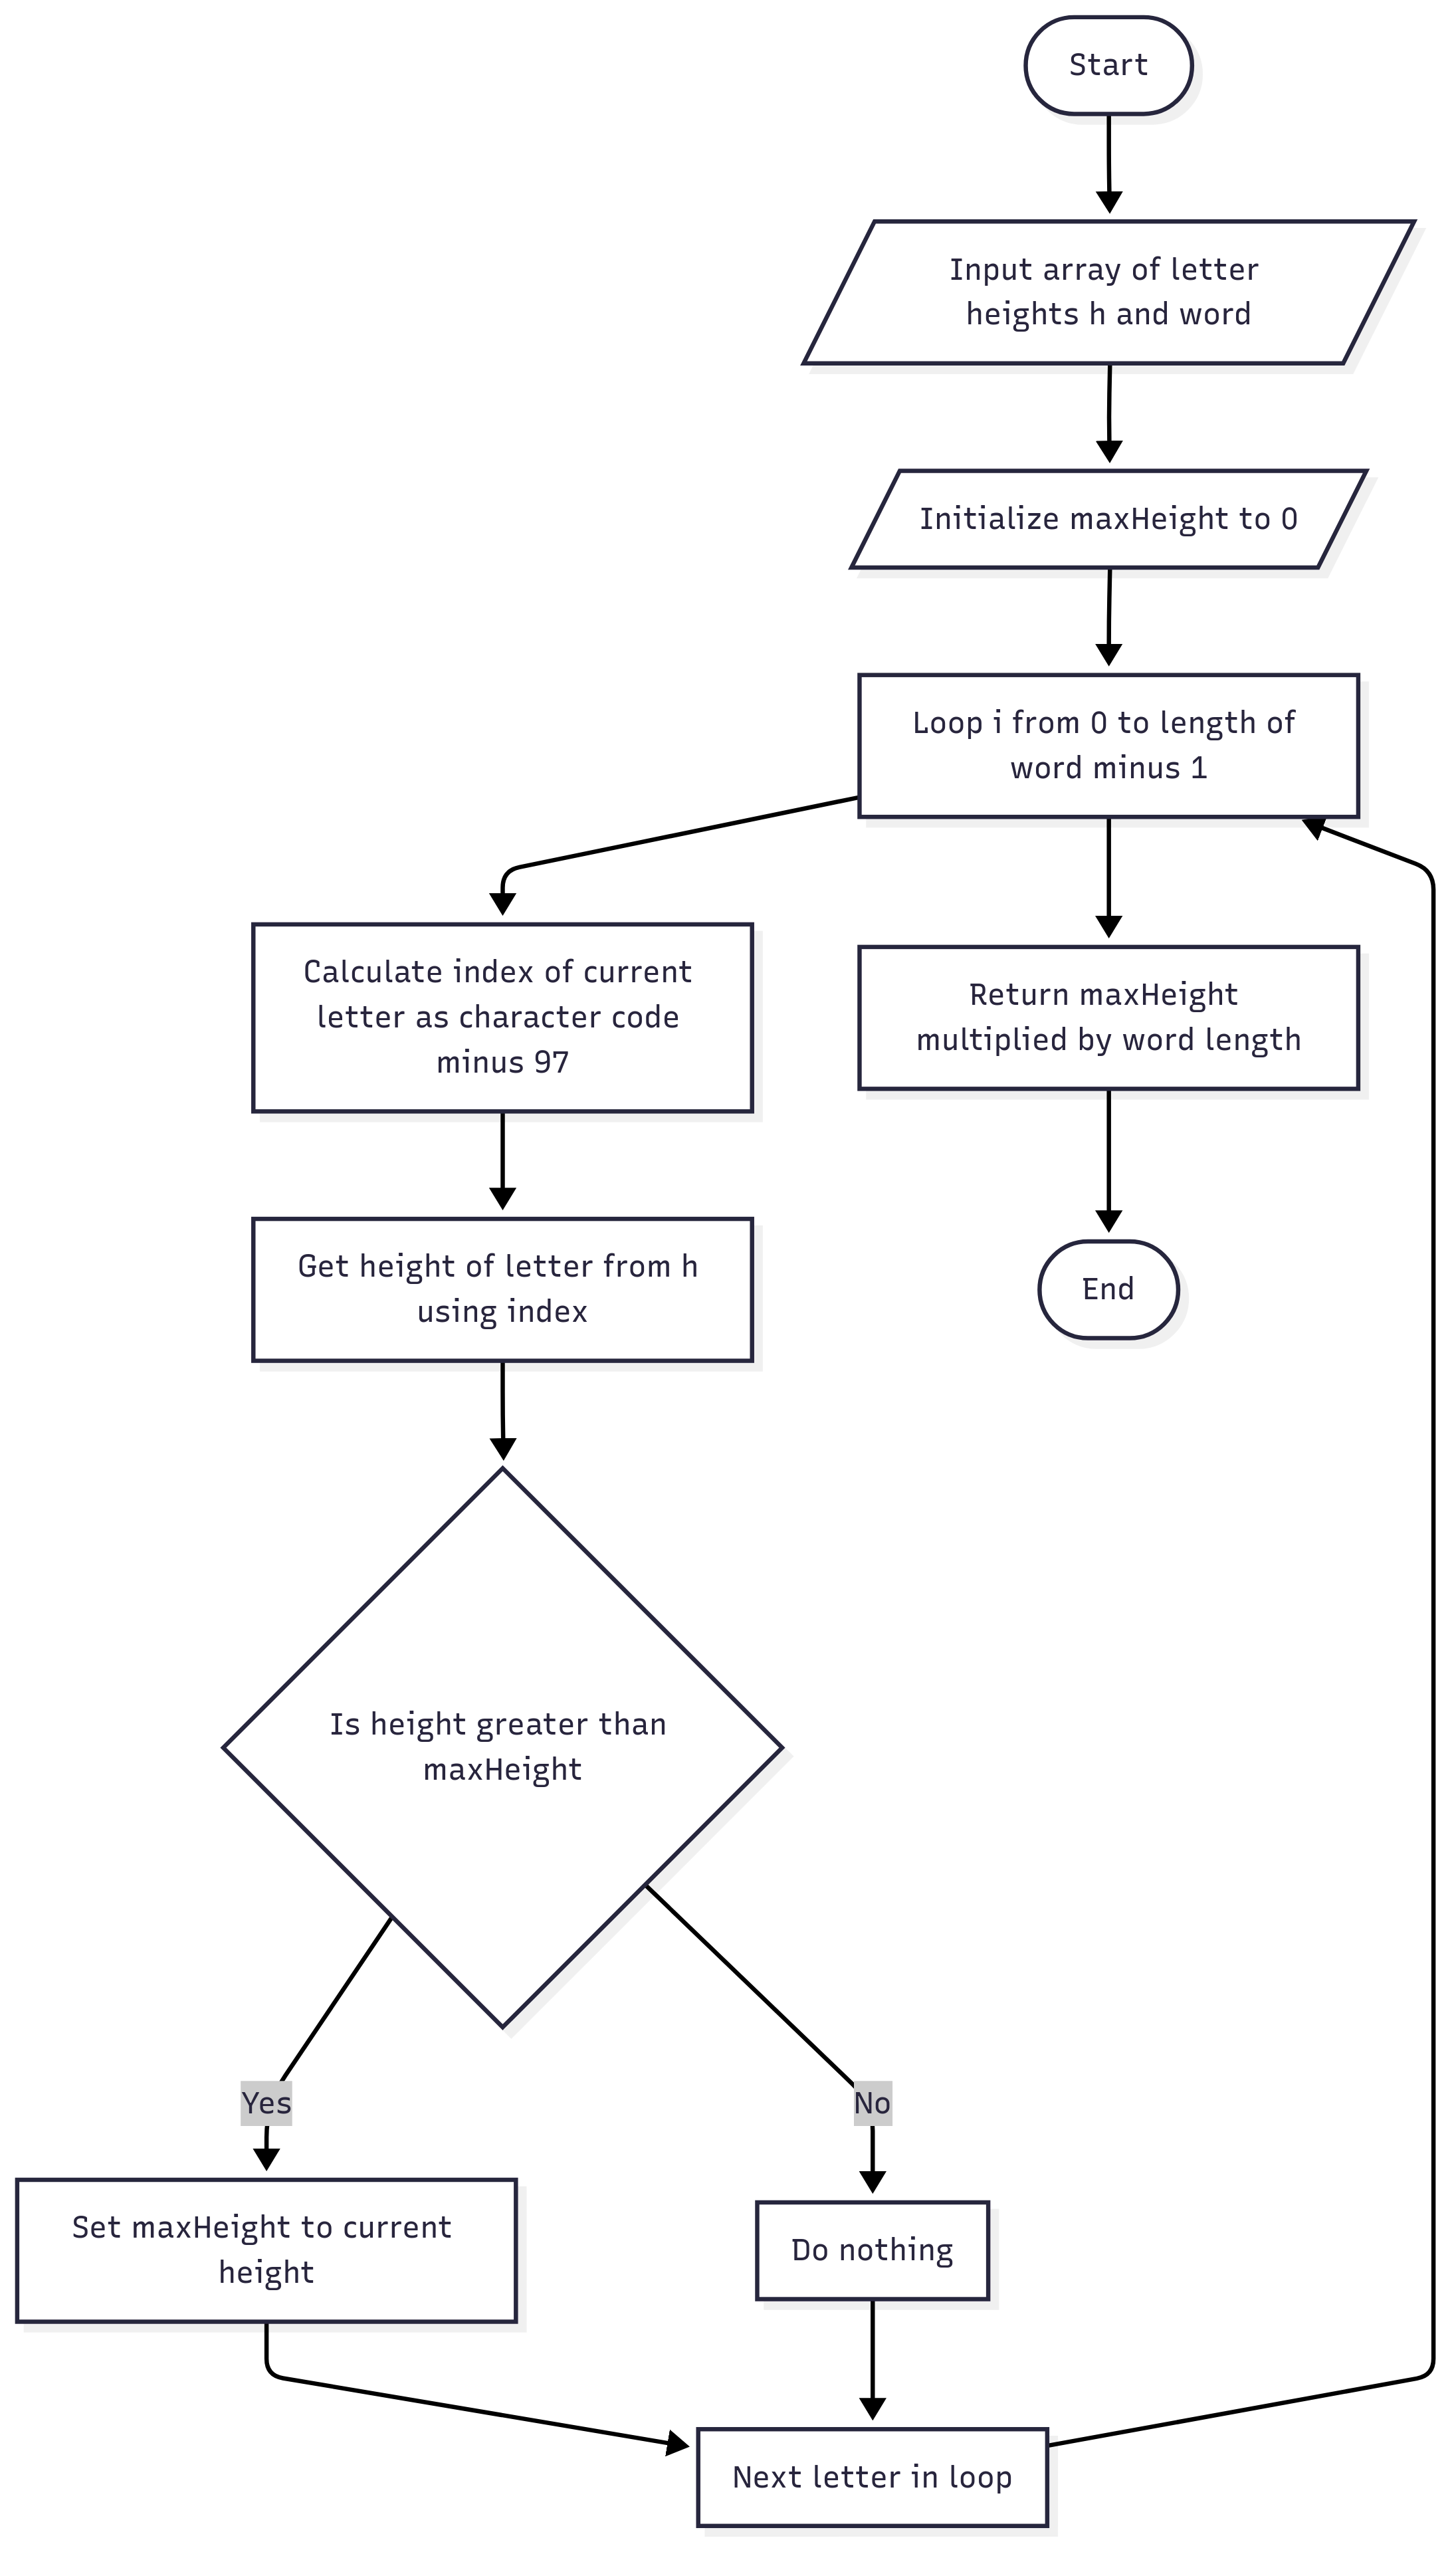 Start
Input array of letter
heights h and word
Initialize maxHeight to 0
Loop i from 0 to length of
word minus 1
Calculate index of current
letter as character code
minus 97
Return maxHeight
multiplied by word length
Get height of letter from h
using index
End
Is height greater than
maxHeight
Yes
No
Set maxHeight to current
height
Do nothing
Next letter in loop